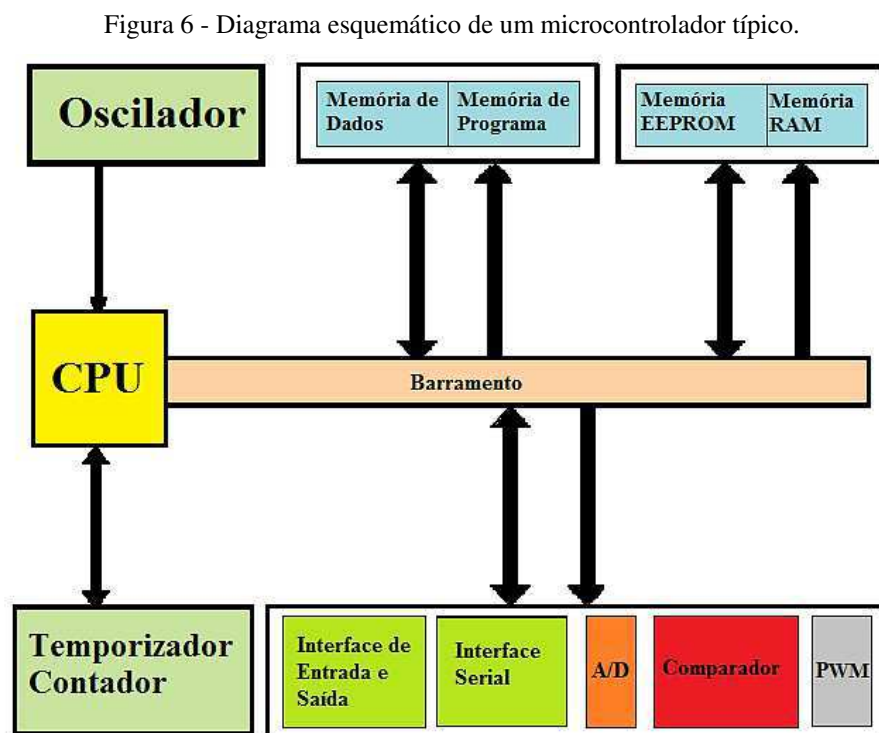 Figura 6 - Diagrama esquemático de um microcontrolador típico.
Oscilador
Memória de
Dados
Memória de
Programa
Memória
EEPROM
Memória
RAM
CPU
Barramento
Temporizador
Contador
Interface de
Entrada e
Saída
Interface
Serial
A/D
Comparador
PWM